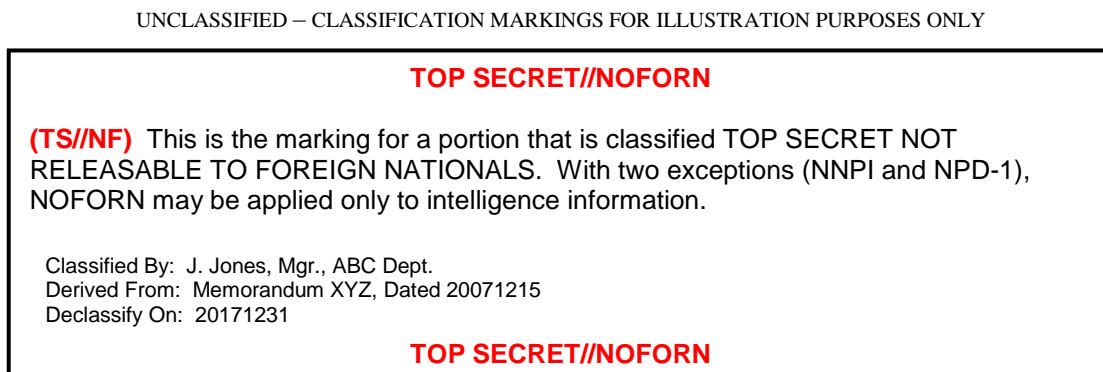 UNCLASSIFIED – CLASSIFICATION MARKINGS FOR ILLUSTRATION PURPOSES ONLY
TOP SECRET//NOFORN
(TS//NF) This is the marking for a portion that is classified TOP SECRET NOT
RELEASABLE TO FOREIGN NATIONALS. With two exceptions (NNPI and NPD-1),
NOFORN may be applied only to intelligence information.
Classified By: J. Jones, Mgr., ABC Dept.
Derived From: Memorandum XYZ, Dated 20071215
Declassify On: 20171231
TOP SECRET//NOFORN